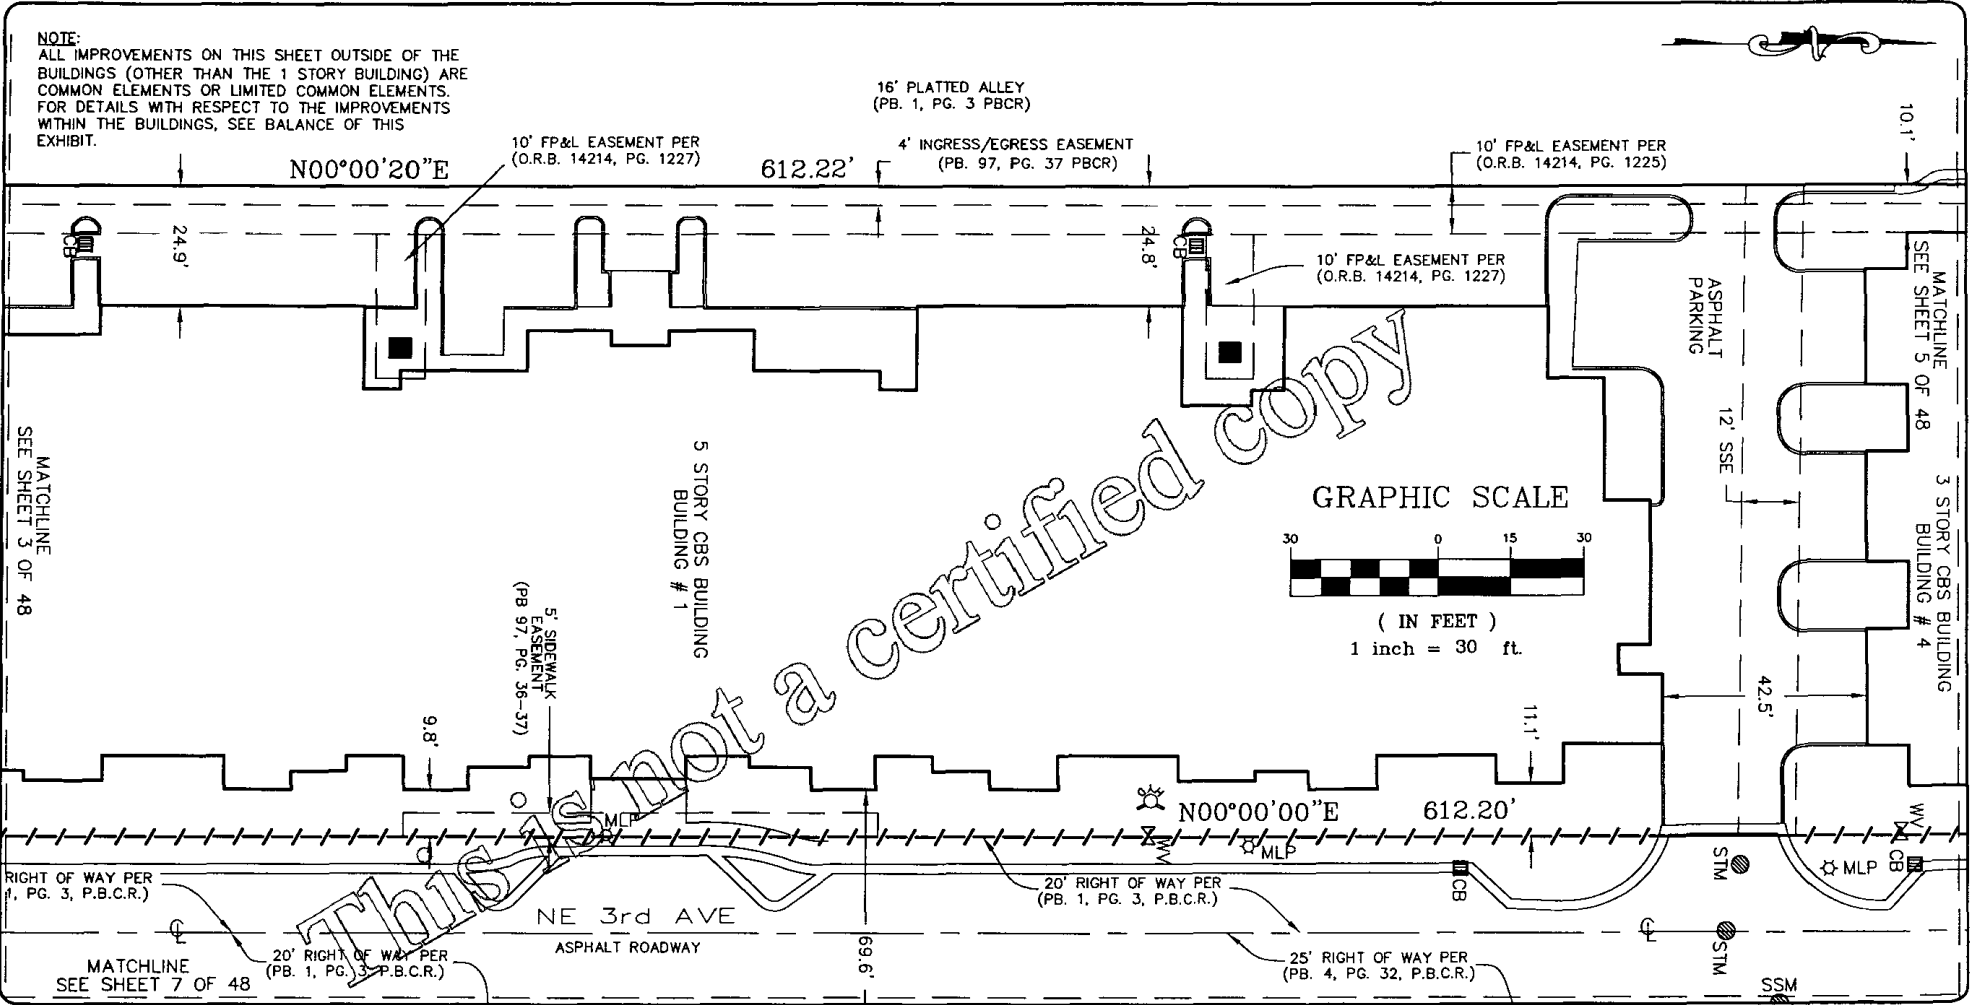 NOTE:
ALL IMPROVEMENTS ON THIS SHEET OUTSIDE OF THE
BUILDINGS (OTHER THAN THE 1 STORY BUILDING) ARE
COMMON ELEMENTS OR LIMITED COMMON ELEMENTS.
FOR DETAILS WITH RESPECT TO THE IMPROVEMENTS
WITHIN THE BUILDINGS, SEE BALANCE OF THIS
EXHIBIT.
16' PLATTED ALLEY
(PB. 1, PG. 3 PBCR)
10.1'
10' FP&L EASEMENT PER
(O.R.B. 14214, PG. 1227)
4' INGRESS/EGRESS EASEMENT
(PB. 97, PG. 37 PBCR)
10' FP&L EASEMENT PER
(O.R.B. 14214, PG. 1225)
N00°00'20"E
612.22'
CB
24.9'
24.8'
CB
10' FP&L EASEMENT PER
(O.R.B. 14214, PG. 1227)
ASPHALT
PARKING
MATCHLINE
SEE SHEET 5 OF 48
12' SSE
MATCHLINE
SEE SHEET 3 OF 48
5 STORY CBS BUILDING
BUILDING # 1
GRAPHIC SCALE
30 0 15 30
( IN FEET )
1 inch = 30 ft.
3 STORY CBS BUILDING
BUILDING # 4
5' SIDEWALK
EASEMENT
(PB 97, PG. 36-37)
9.8'
11.1'
42.5'
This is not a certified copy
N00°00'00"E
612.20'
MLP
WV
MLP
WV
CB
STM
MLP
CB
RIGHT OF WAY PER
1, PG. 3, P.B.C.R.)
20' RIGHT OF WAY PER
(PB. 1, PG. 3, P.B.C.R.)
NE 3rd AVE
ASPHALT ROADWAY
69.6'
20' RIGHT OF WAY PER
(PB. 1, PG. 3, P.B.C.R.)
25' RIGHT OF WAY PER
(PB. 4, PG. 32, P.B.C.R.)
STM
SSM
MATCHLINE
SEE SHEET 7 OF 48